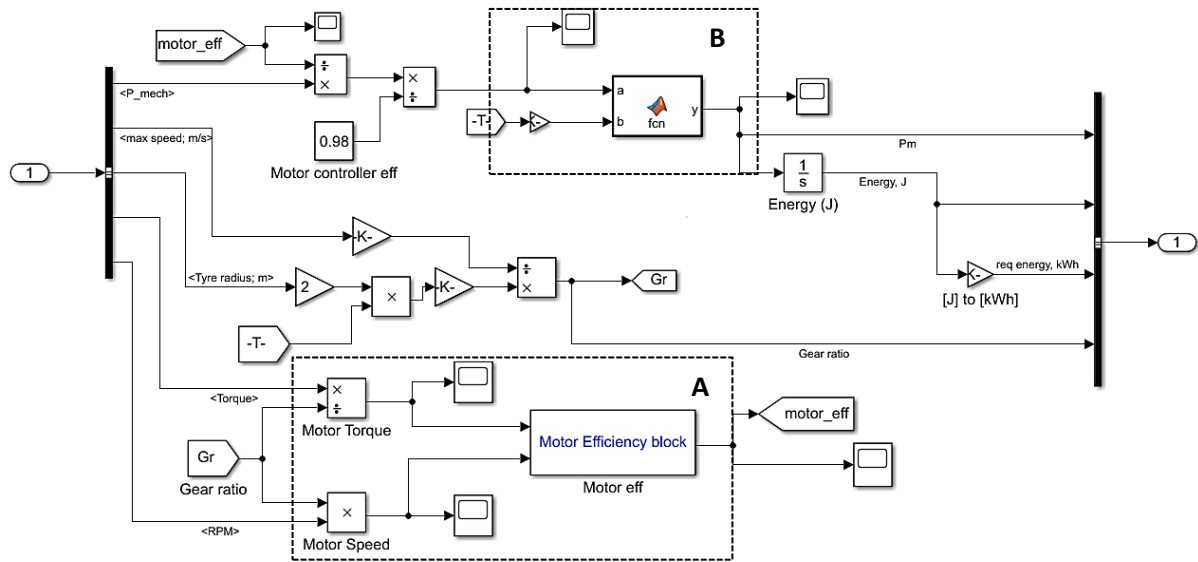 motor_eff
÷
×
<P_mech>
×
÷
0.98
Motor controller eff
B
a
b
fcn
y
-T-
K-
Pm
1
<max speed; m/s>
1
s
Energy (J)
Energy, J
1
-K-
<Tyre radius; m>
2
×
-K-
÷
×
Gr
K-
req energy, kWh
[J] to [kWh]
-T-
Gear ratio
A
<Torque>
×
÷
Motor Torque
Motor Efficiency block
Motor eff
motor_eff
Gr
Gear ratio
×
Motor Speed
<RPM>